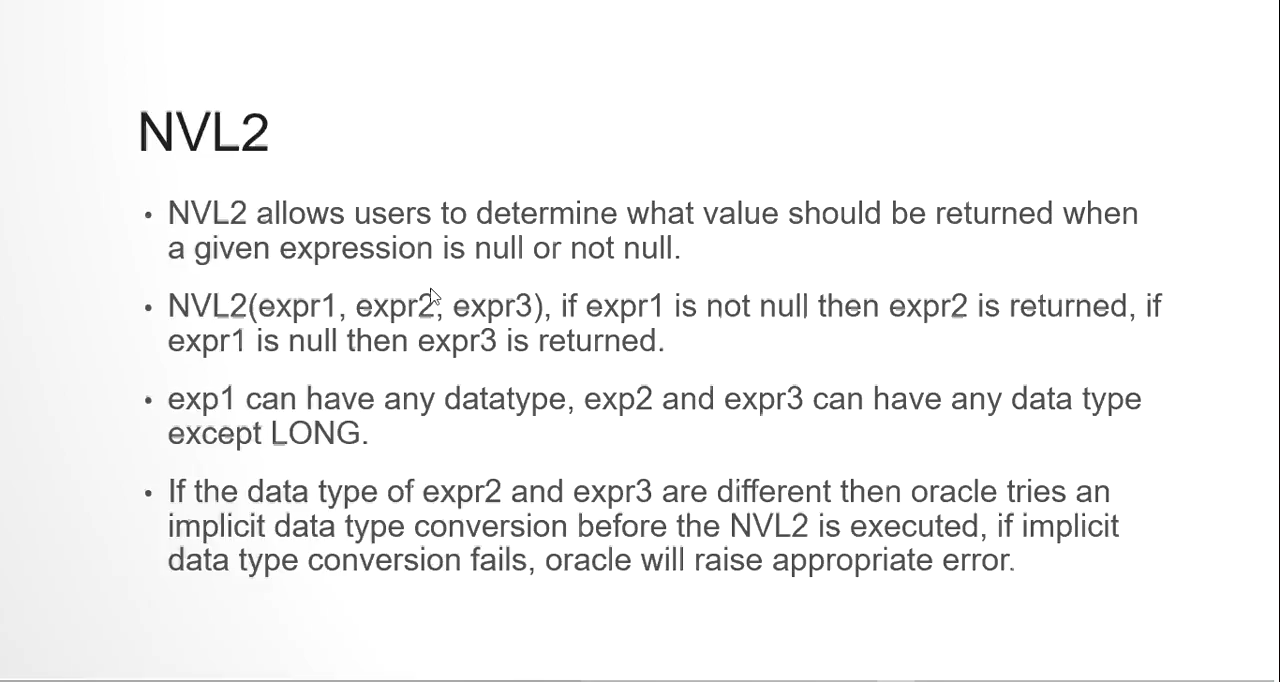 NVL2
• NVL2 allows users to determine what value should be returned when
a given expression is null or not null.
• NVL2(expr1, expr2, expr3), if expr1 is not null then expr2 is returned, if
expr1 is null then expr3 is returned.
• exp1 can have any datatype, exp2 and expr3 can have any data type
except LONG.
• If the data type of expr2 and expr3 are different then oracle tries an
implicit data type conversion before the NVL2 is executed, if implicit
data type conversion fails, oracle will raise appropriate error.